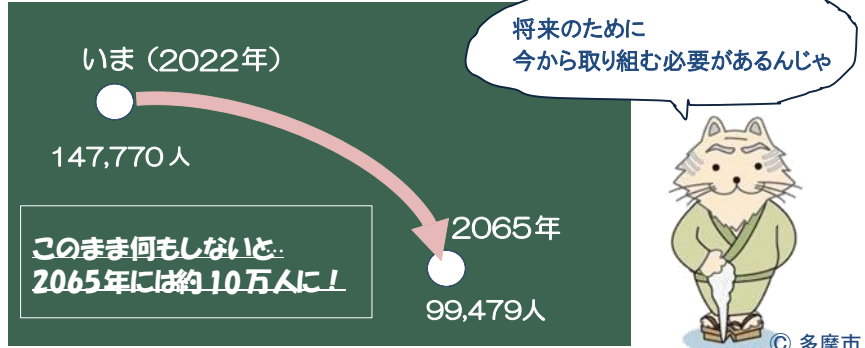 将来のために
今から取り組む必要があるんじゃ
いま（2022年）
147,770人
2065年
99,479人
このまま何もしないと…
2065年には約10万人に！
© 多摩市